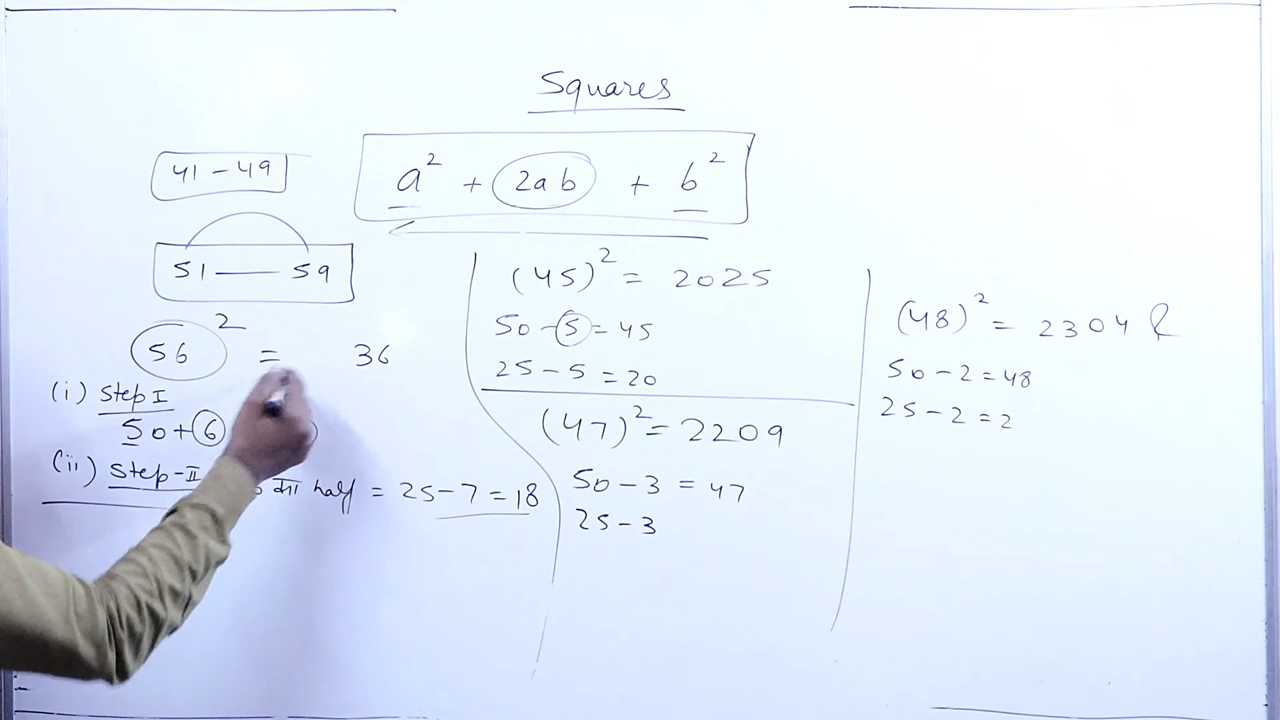 Squares
41 - 49
a² + 2ab + b²
51 — 59
56² = 36
(i) Step I
50+6
(ii) Step-II का half = 25-7=18
(45)² = 2025
50-5=45
25-5=20
(47)² = 2209
50-3=47
25-3
(48)² = 2304
50-2=48
25-2=2